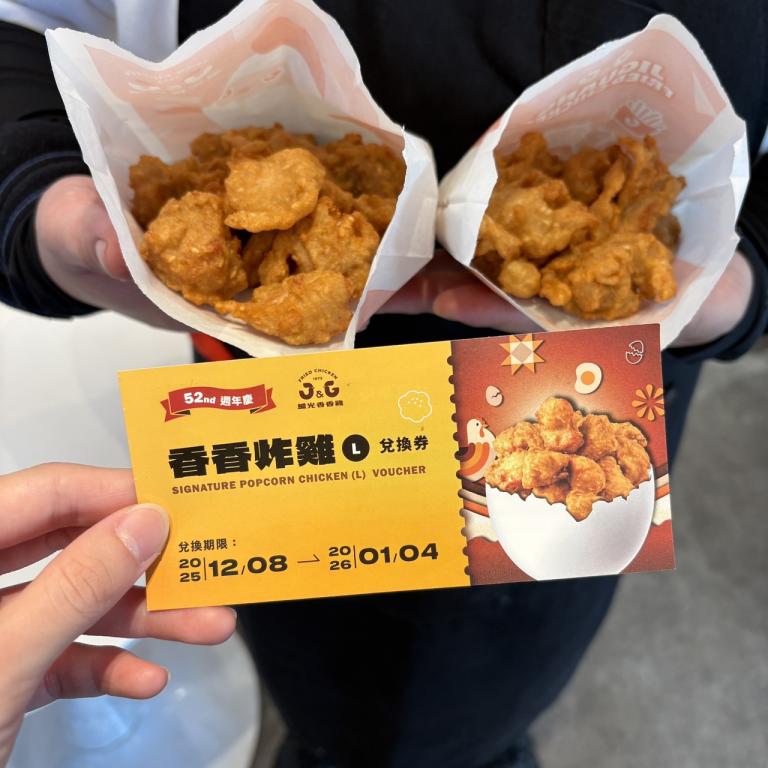 52nd 週年慶
FRIED CHICKEN
1973
J&G
繼光香香雞
香香炸雞 L 兌換券
SIGNATURE POPCORN CHICKEN (L) VOUCHER
兌換期限：
2025 12/08 → 2026 01/04